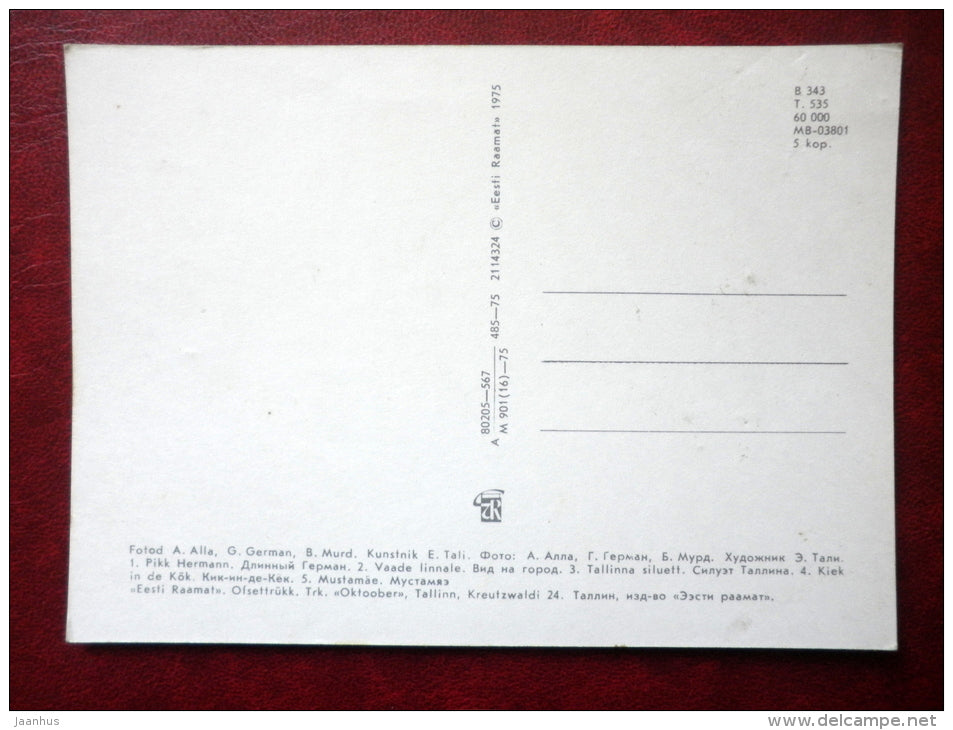 B 343
T. 535
60 000
MB-03801
5 kop.
A 80205—567 / M 901(16)—75 485—75 2114324 © «Eesti Raamat» 1975
Fotod A. Alla, G. German, B. Murd. Kunstnik E. Tali. Фото: А. Алла, Г. Герман, Б. Мурд. Художник Э. Тали.
1. Pikk Hermann. Длинный Герман. 2. Vaade linnale. Вид на город. 3. Tallinna siluett. Силуэт Таллина. 4. Kiek
in de Kök. Кик-ин-де-Кёк. 5. Mustamäe. Мустамяэ
«Eesti Raamat». Ofsettrükk. Trk. «Oktoober», Tallinn, Kreutzwaldi 24. Таллин, изд-во «Ээсти раамат».
jaanhus
www.delcampe.net